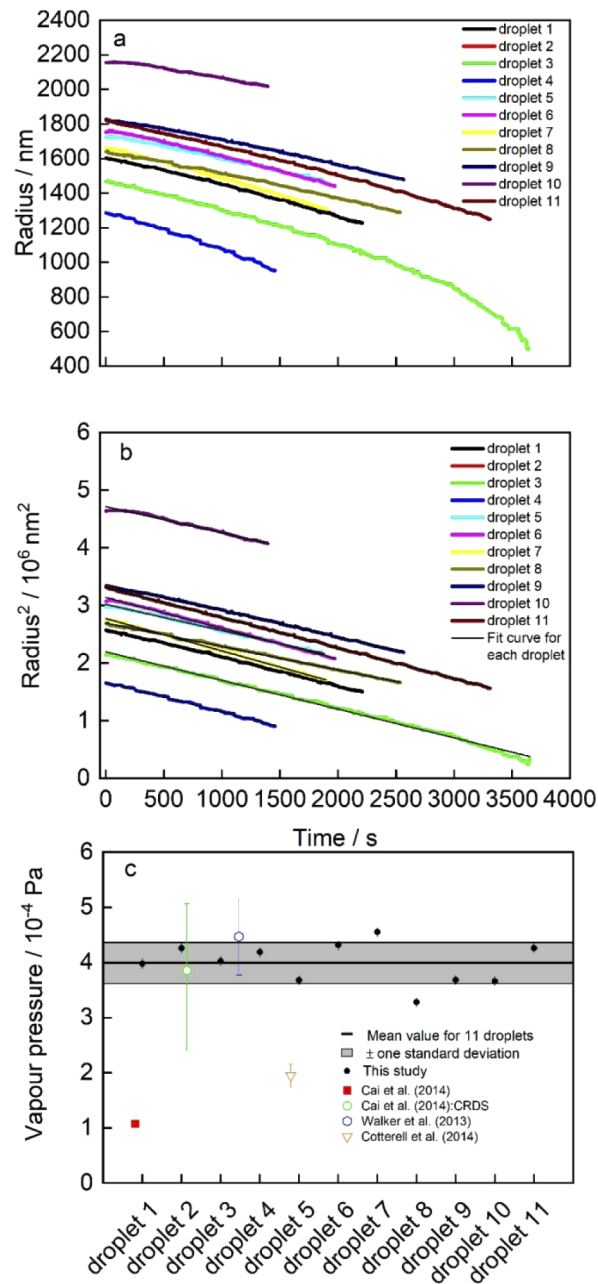 a
2400
2200
2000
1800
1600
1400
1200
1000
800
600
400
Radius / nm
droplet 1
droplet 2
droplet 3
droplet 4
droplet 5
droplet 6
droplet 7
droplet 8
droplet 9
droplet 10
droplet 11
b
6
5
4
3
2
1
0
Radius² / 10⁶ nm²
droplet 1
droplet 2
droplet 3
droplet 4
droplet 5
droplet 6
droplet 7
droplet 8
droplet 9
droplet 10
droplet 11
Fit curve for
each droplet
0 500 1000 1500 2000 2500 3000 3500 4000
Time / s
c
6
5
4
3
2
1
0
Vapour pressure / 10⁻⁴ Pa
Mean value for 11 droplets
± one standard deviation
This study
Cai et al. (2014)
Cai et al. (2014):CRDS
Walker et al. (2013)
Cotterell et al. (2014)
droplet 1
droplet 2
droplet 3
droplet 4
droplet 5
droplet 6
droplet 7
droplet 8
droplet 9
droplet 10
droplet 11